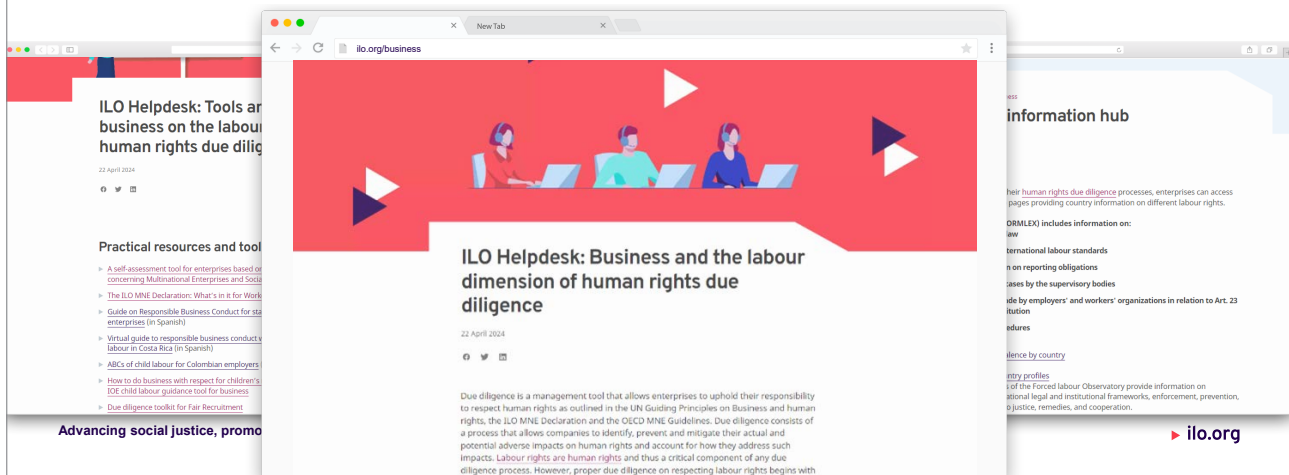 New Tab
ilo.org/business
ILO Helpdesk: Tools
business on the labou
human rights due dilig
22 April 2024
Practical resources and tool
A self-assessment tool for enterprises based
concerning Multinational Enterprises and Socia
The ILO MNE Declaration: What's in it for Work
Guide on Responsible Business Conduct for
enterprises (in Spanish)
Virtual guide to responsible business conduct
labour in Costa Rica (in Spanish)
ABCs of child labour for Colombian employers
How to do business with respect for children's
IOE child labour guidance tool for business
Due diligence toolkit for Fair Recruitment
Advancing social justice, promo
ILO Helpdesk: Business and the labour
dimension of human rights due
diligence
22 April 2024
Due diligence is a management tool that allows enterprises to uphold their responsibility
to respect human rights as outlined in the UN Guiding Principles on Business and human
rights, the ILO MNE Declaration and the OECD MNE Guidelines. Due diligence consists of
a process that allows companies to identify, prevent and mitigate their actual and
potential adverse impacts on human rights and account for how they address such
impacts. Labour rights are human rights and thus a critical component of any due
diligence process. However, proper due diligence on respecting labour rights begins with
information hub
human rights due diligence processes, enterprises can access
pages providing country information on different labour rights.
ORMLEX) includes information on:
law
ternational labour standards
n on reporting obligations
cases by the supervisory bodies
de by employers' and workers' organizations in relation to Art. 23
itution
edures
lence by country
ntry profiles
s of the Forced labour Observatory provide information on
ational legal and institutional frameworks, enforcement, prevention,
o justice, remedies, and cooperation.
ilo.org